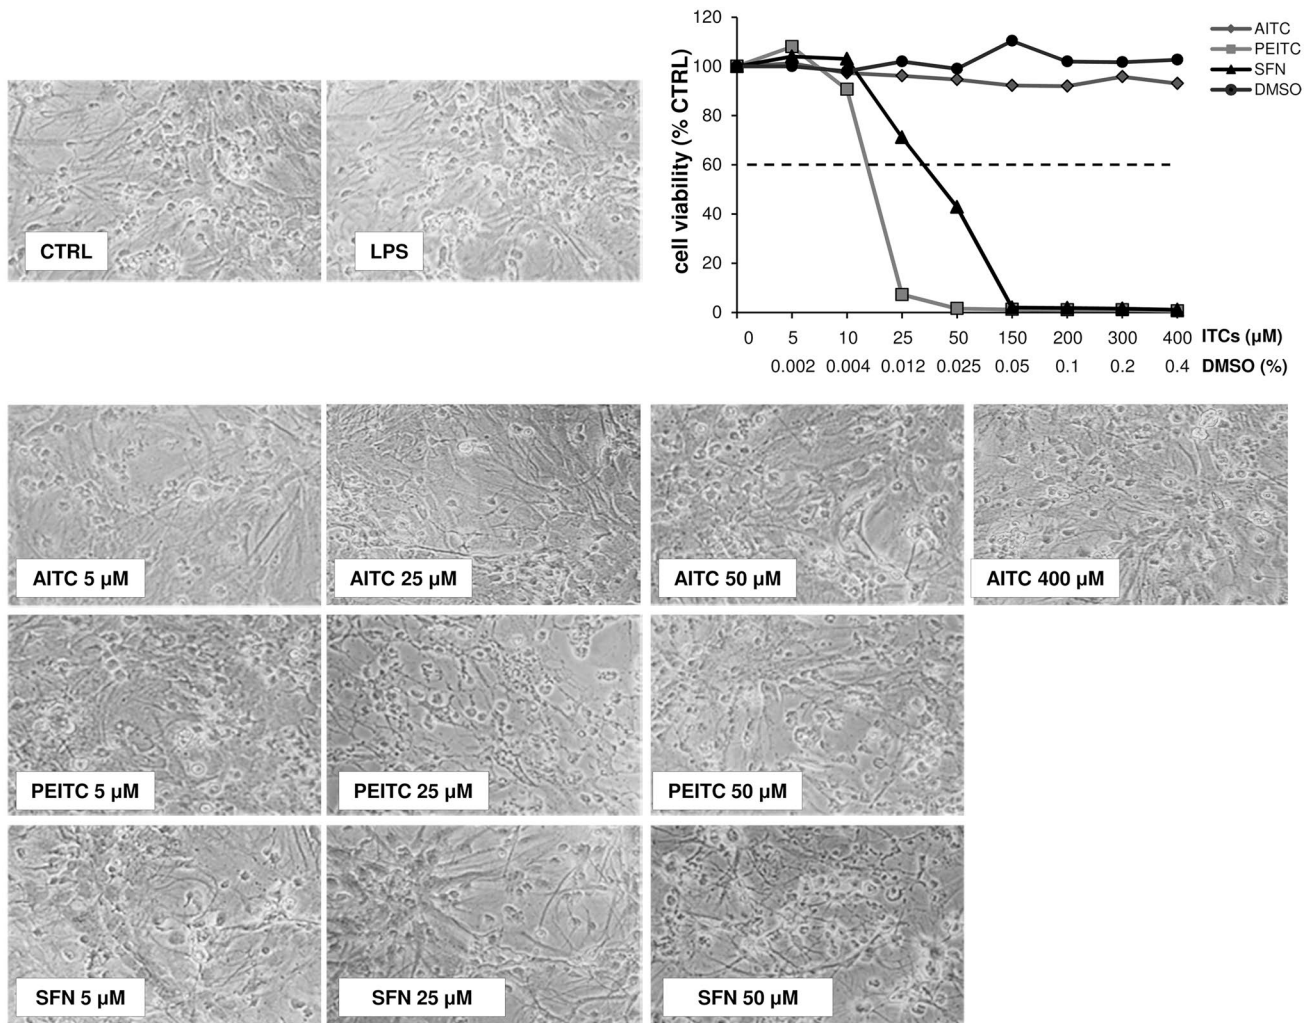 CTRL
LPS
cell viability (% CTRL)
120
100
80
60
40
20
0
AITC
PEITC
SFN
DMSO
0 5 10 25 50 150 200 300 400 ITCs (µM)
0.002 0.004 0.012 0.025 0.05 0.1 0.2 0.4 DMSO (%)
AITC 5 µM
AITC 25 µM
AITC 50 µM
AITC 400 µM
PEITC 5 µM
PEITC 25 µM
PEITC 50 µM
SFN 5 µM
SFN 25 µM
SFN 50 µM